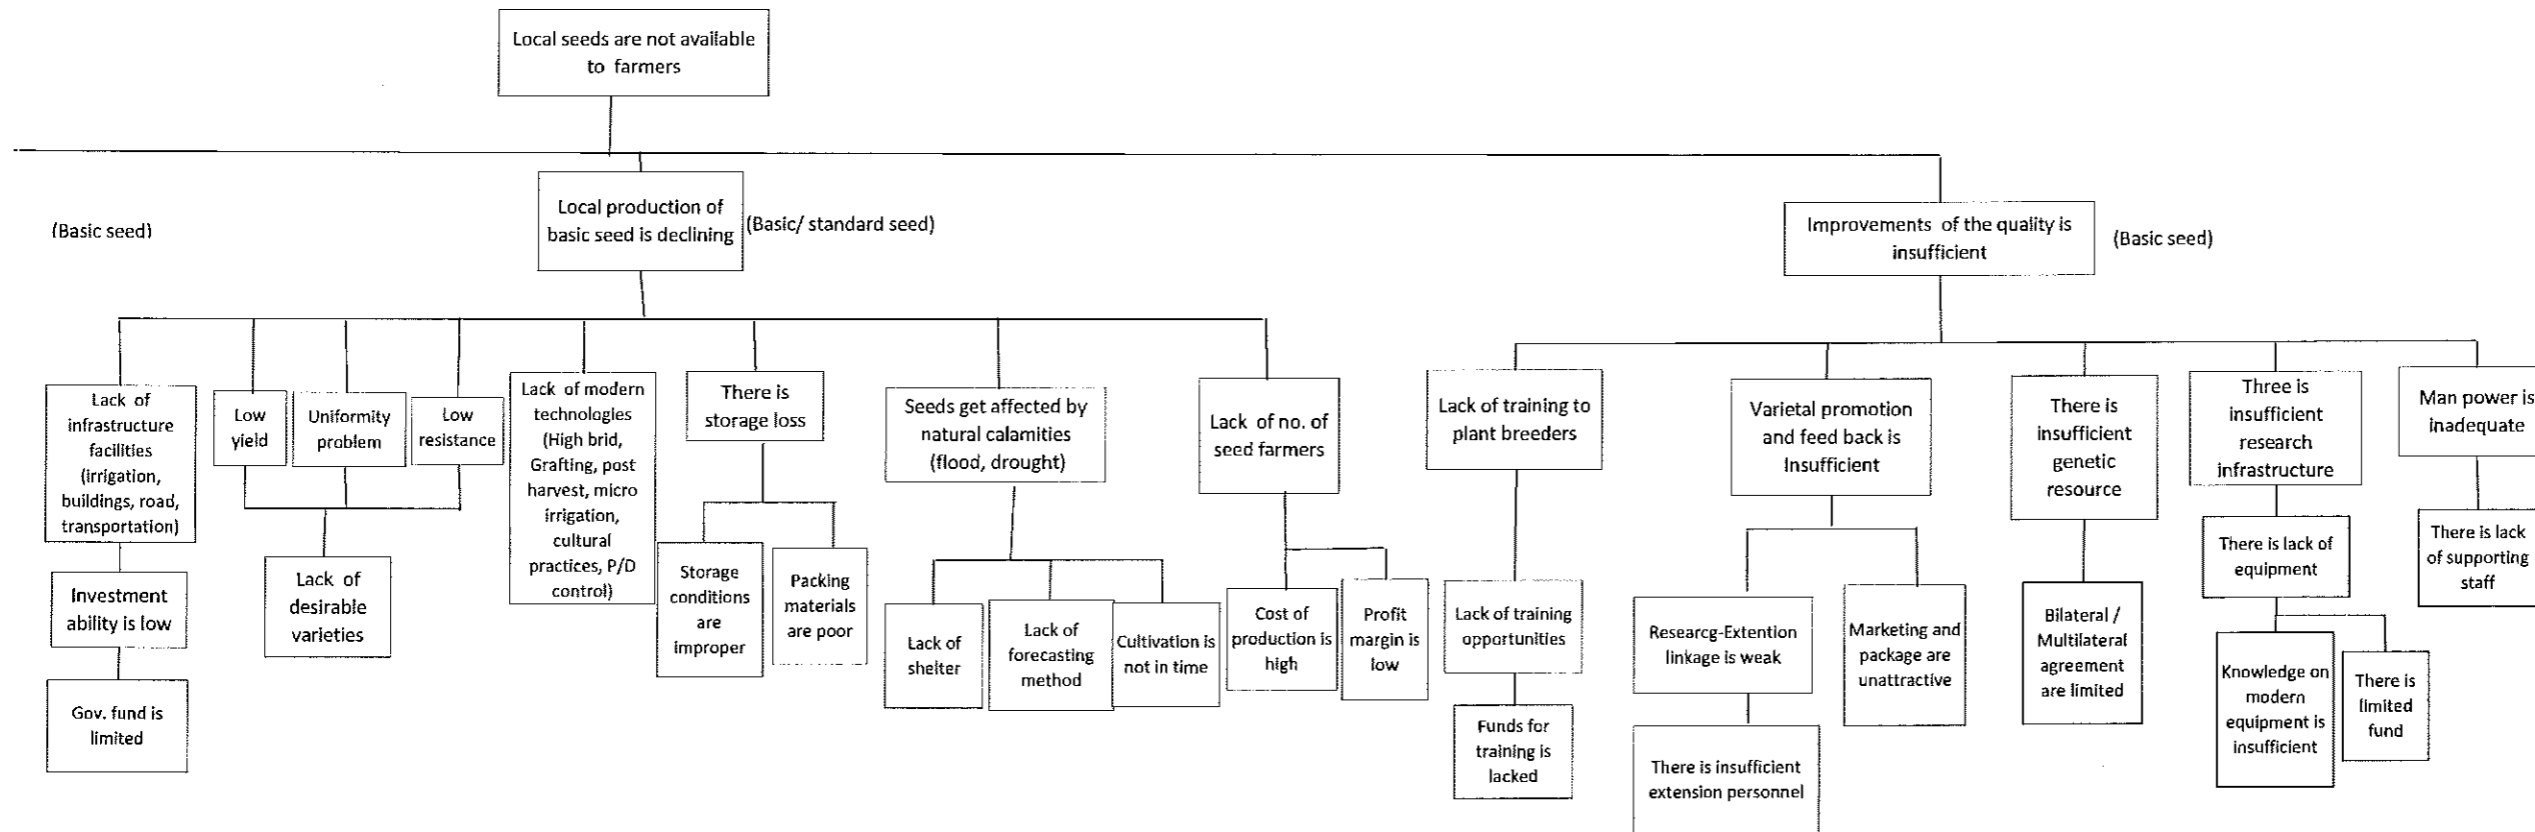 Local seeds are not available
to farmers
(Basic seed)
Local production of
basic seed is declining
(Basic/ standard seed)
Improvements of the quality is
insufficient
(Basic seed)
Lack of
infrastructure
facilities
(irrigation,
buildings, road,
transportation)
Low
yield
Uniformity
problem
Low
resistance
Lack of modern
technologies
(High brid,
Grafting, post
harvest, micro
irrigation,
cultural
practices, P/D
control)
There is
storage loss
Seeds get affected by
natural calamities
(flood, drought)
Lack of no. of
seed farmers
Lack of training to
plant breeders
Varietal promotion
and feed back is
Insufficient
There is
insufficient
genetic
resource
Three is
insufficient
research
infrastructure
Man power is
inadequate
Investment
ability is low
Lack of
desirable
varieties
Storage
conditions
are
improper
Packing
materials
are poor
Lack of
shelter
Lack of
forecasting
method
Cultivation is
not in time
Cost of
production is
high
Profit
margin is
low
Lack of training
opportunities
Researcg-Extention
linkage is weak
Marketing and
package are
unattractive
Bilateral /
Multilateral
agreement
are limited
There is lack of
equipment
There is lack
of supporting
staff
Gov. fund is
limited
Funds for
training is
lacked
There is insufficient
extension personnel
Knowledge on
modern
equipment is
insufficient
There is
limited
fund